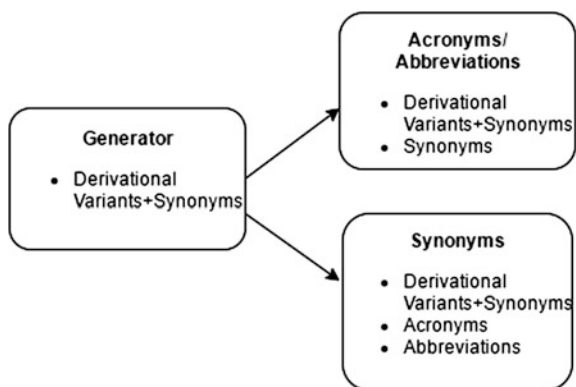 Generator
• Derivational
Variants+Synonyms
Acronyms/
Abbreviations
• Derivational
Variants+Synonyms
• Synonyms
Synonyms
• Derivational
Variants+Synonyms
• Acronyms
• Abbreviations